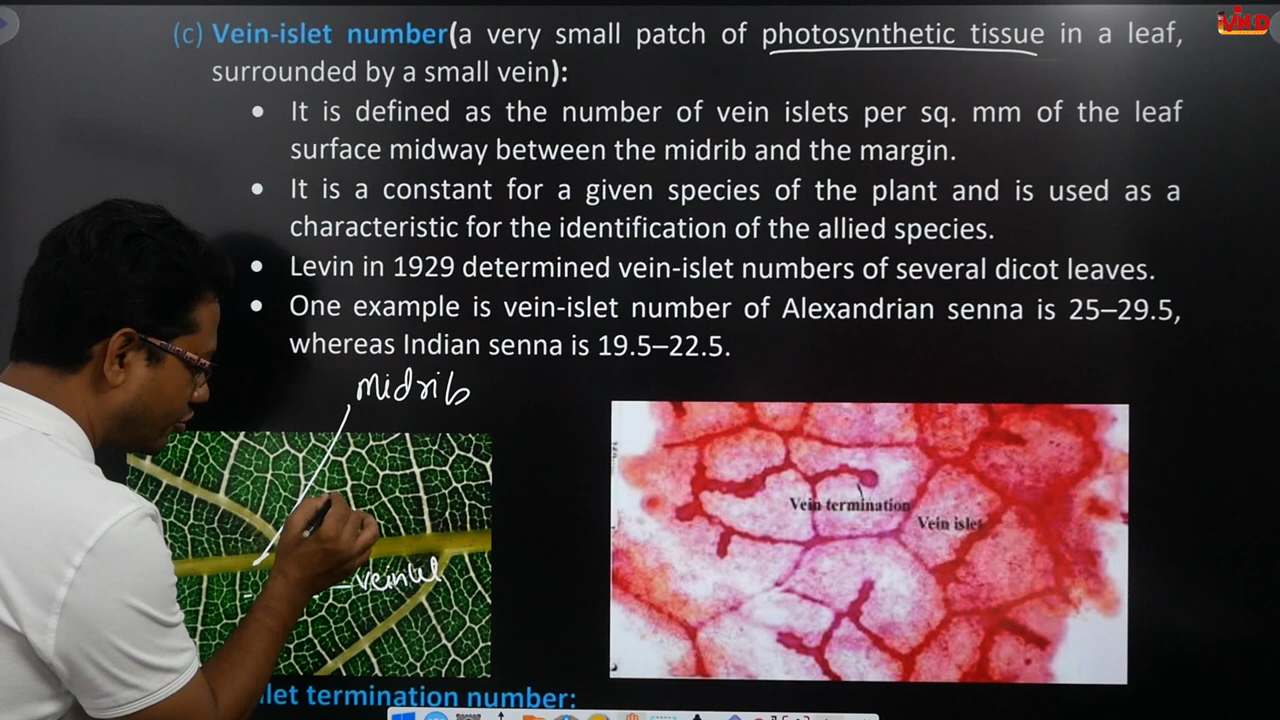 (c) Vein-islet number(a very small patch of photosynthetic tissue in a leaf,
surrounded by a small vein):
• It is defined as the number of vein islets per sq. mm of the leaf
surface midway between the midrib and the margin.
• It is a constant for a given species of the plant and is used as a
characteristic for the identification of the allied species.
• Levin in 1929 determined vein-islet numbers of several dicot leaves.
• One example is vein-islet number of Alexandrian senna is 25–29.5,
whereas Indian senna is 19.5–22.5.
midrib
Vein termination
Vein islet
termination number: